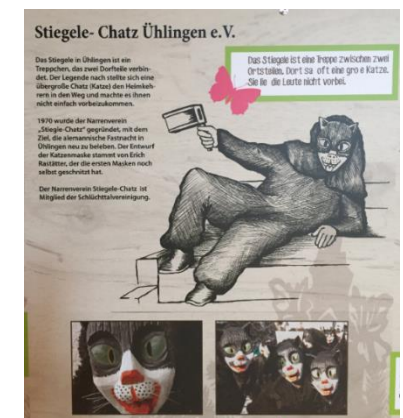 Stiegele- Chatz Ühlingen e.V.
Das Stiegele in Ühlingen ist ein
Treppchen, das zwei Dorfteile verbin-
det. Der Legende nach stellte sich eine
übergroße Chatz (Katze) den Heimkeh-
rern in den Weg und machte es ihnen
nicht einfach vorbeizukommen.
1970 wurde der Narrenverein
„Stiegle-Chatz" gegründet, mit dem
Ziel, die alemannische Fastnacht in
Ühlingen neu zu beleben. Der Entwurf
der Katzenmaske stammt von Erich
Rastätter, der die ersten Masken noch
selbst geschnitzt hat.
Der Narrenverein Stiegele-Chatz ist
Mitglied der Schlüchttalvereinigung.
Das Stiegele ist eine Treppe zwischen zwei
Ortsteilen. Dort sa oft eine gro e Katze.
Sie lie die Leute nicht vorbei.